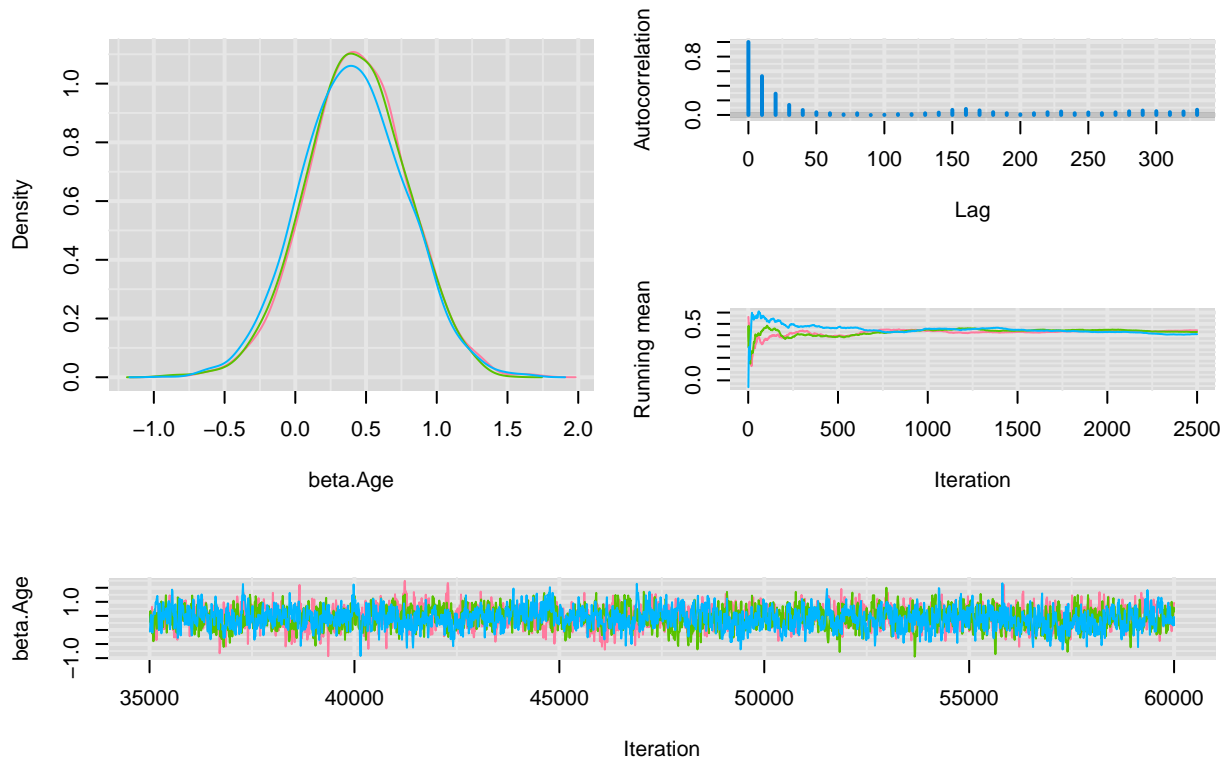 Density
0.0 0.2 0.4 0.6 0.8 1.0
−1.0 −0.5 0.0 0.5 1.0 1.5 2.0
beta.Age
Autocorrelation
0.0 0.8
0 50 100 150 200 250 300
Lag
Running mean
0.0 0.5
0 500 1000 1500 2000 2500
Iteration
beta.Age
−1.0 1.0
35000 40000 45000 50000 55000 60000
Iteration